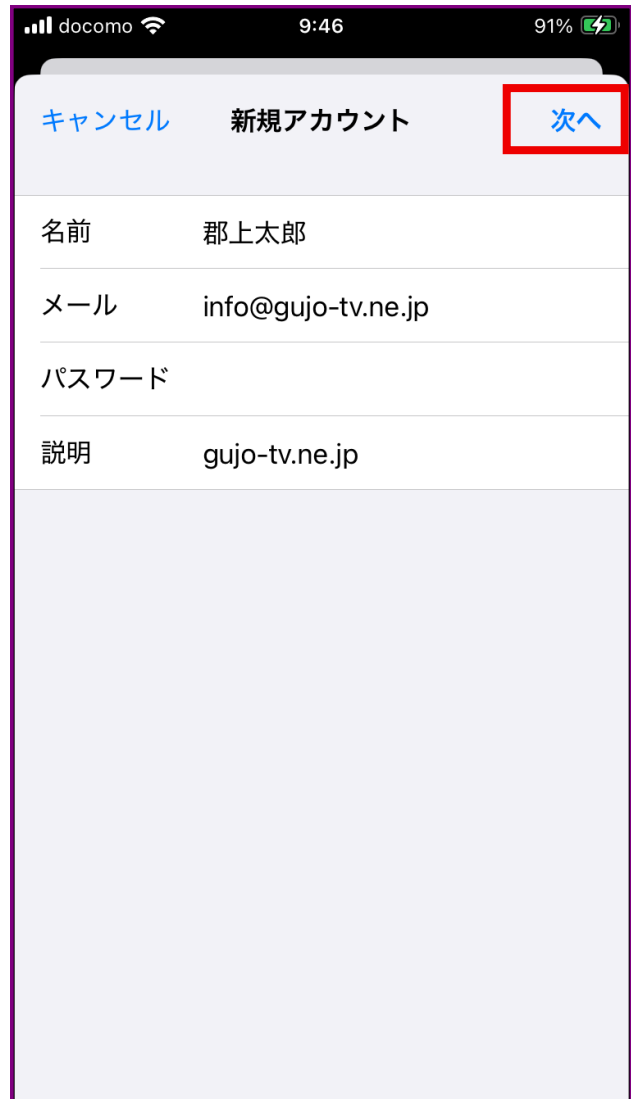 docomo 9:46 91%
キャンセル 新規アカウント 次へ
名前 郡上太郎
メール info@gujo-tv.ne.jp
パスワード
説明 gujo-tv.ne.jp